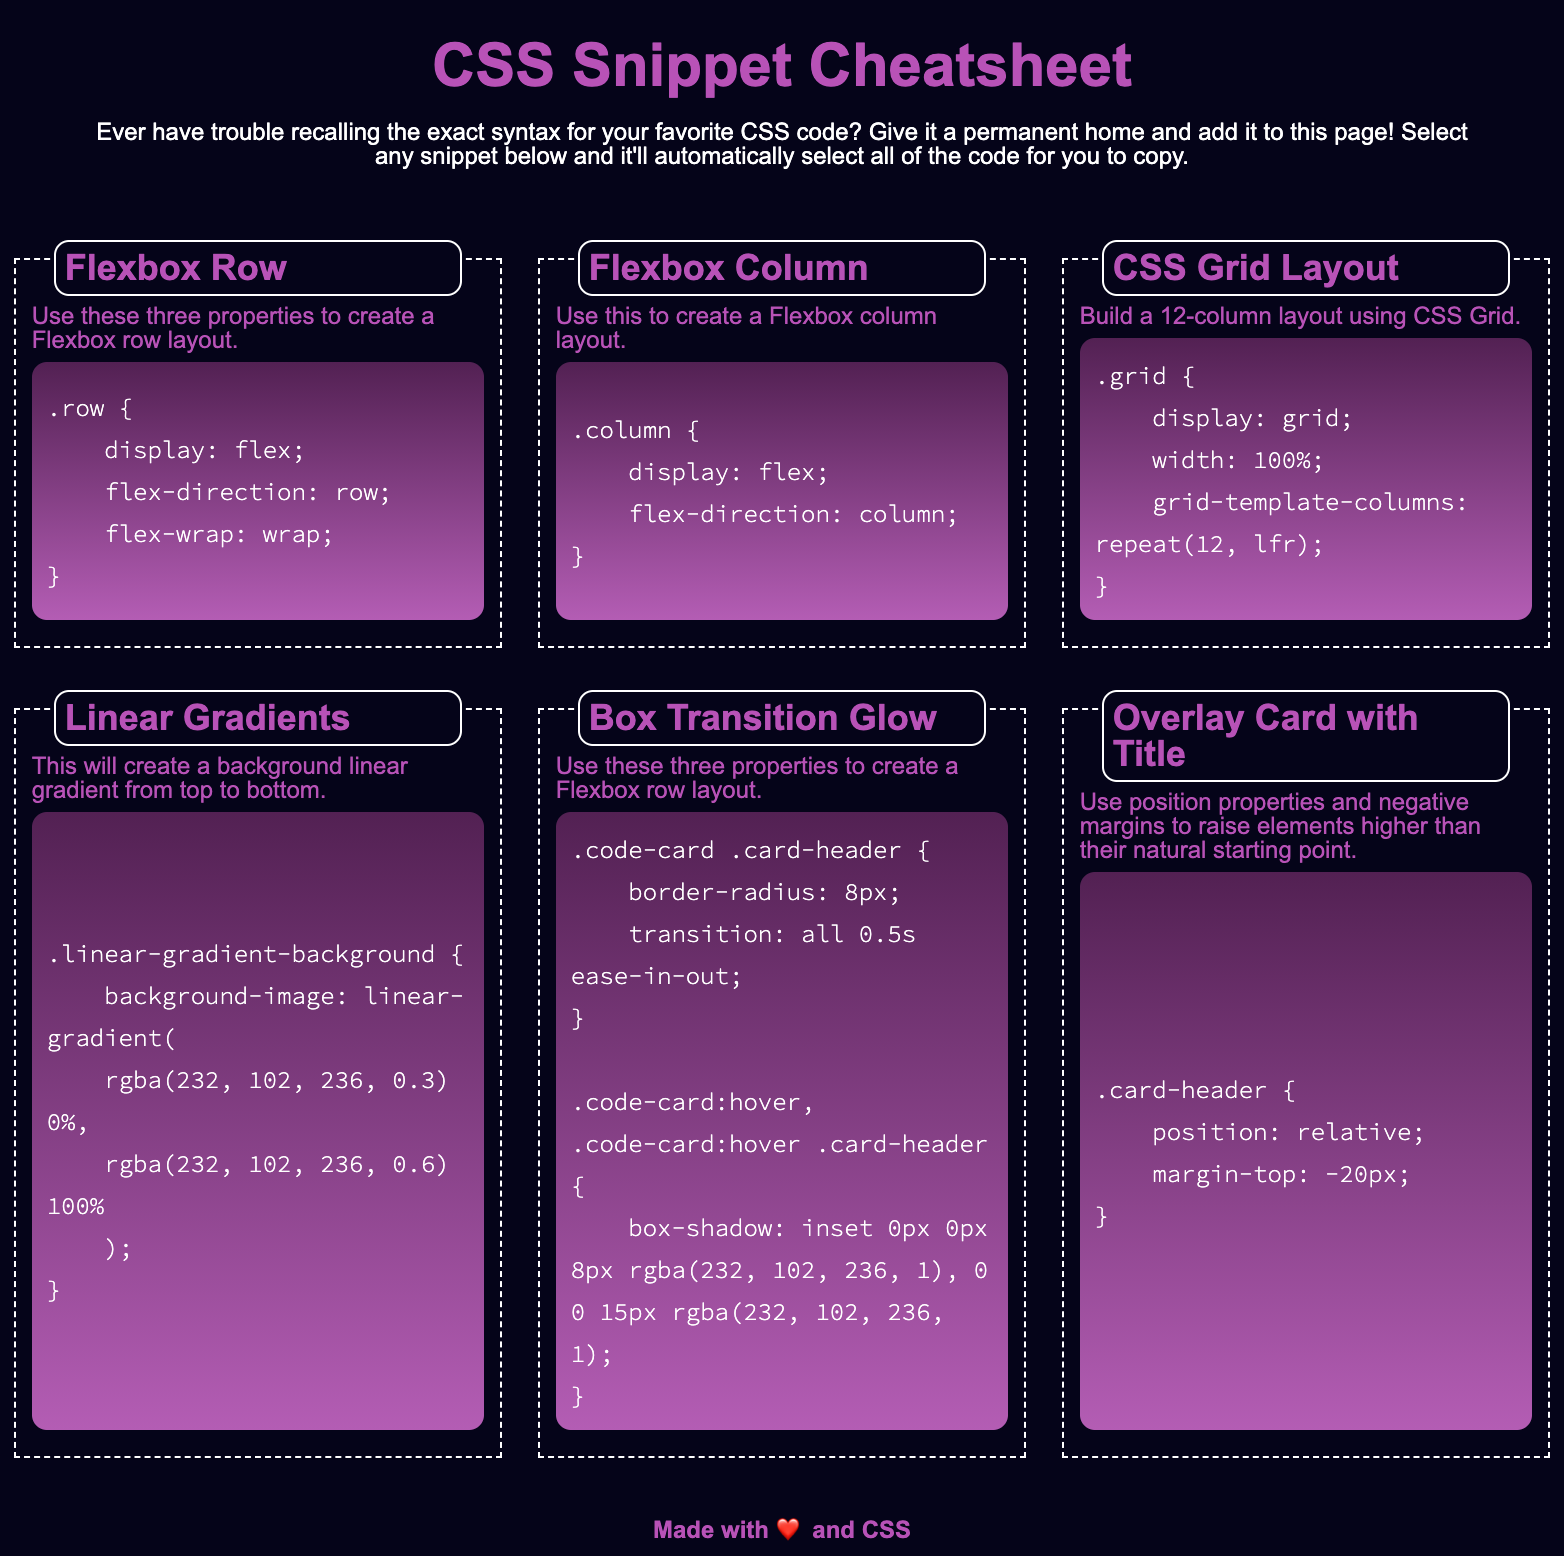 CSS Snippet Cheatsheet
Ever have trouble recalling the exact syntax for your favorite CSS code? Give it a permanent home and add it to this page! Select
any snippet below and it'll automatically select all of the code for you to copy.
Flexbox Row
Use these three properties to create a
Flexbox row layout.
.row {
    display: flex;
    flex-direction: row;
    flex-wrap: wrap;
}
Flexbox Column
Use this to create a Flexbox column
layout.
.column {
    display: flex;
    flex-direction: column;
}
CSS Grid Layout
Build a 12-column layout using CSS Grid.
.grid {
    display: grid;
    width: 100%;
    grid-template-columns:
repeat(12, lfr);
}
Linear Gradients
This will create a background linear
gradient from top to bottom.
.linear-gradient-background {
    background-image: linear-
gradient(
    rgba(232, 102, 236, 0.3)
0%,
    rgba(232, 102, 236, 0.6)
100%
    );
}
Box Transition Glow
Use these three properties to create a
Flexbox row layout.
.code-card .card-header {
    border-radius: 8px;
    transition: all 0.5s
ease-in-out;
}
.code-card:hover,
.code-card:hover .card-header
{
    box-shadow: inset 0px 0px
8px rgba(232, 102, 236, 1), 0
0 15px rgba(232, 102, 236,
1);
}
Overlay Card with
Title
Use position properties and negative
margins to raise elements higher than
their natural starting point.
.card-header {
    position: relative;
    margin-top: -20px;
}
Made with ❤️ and CSS